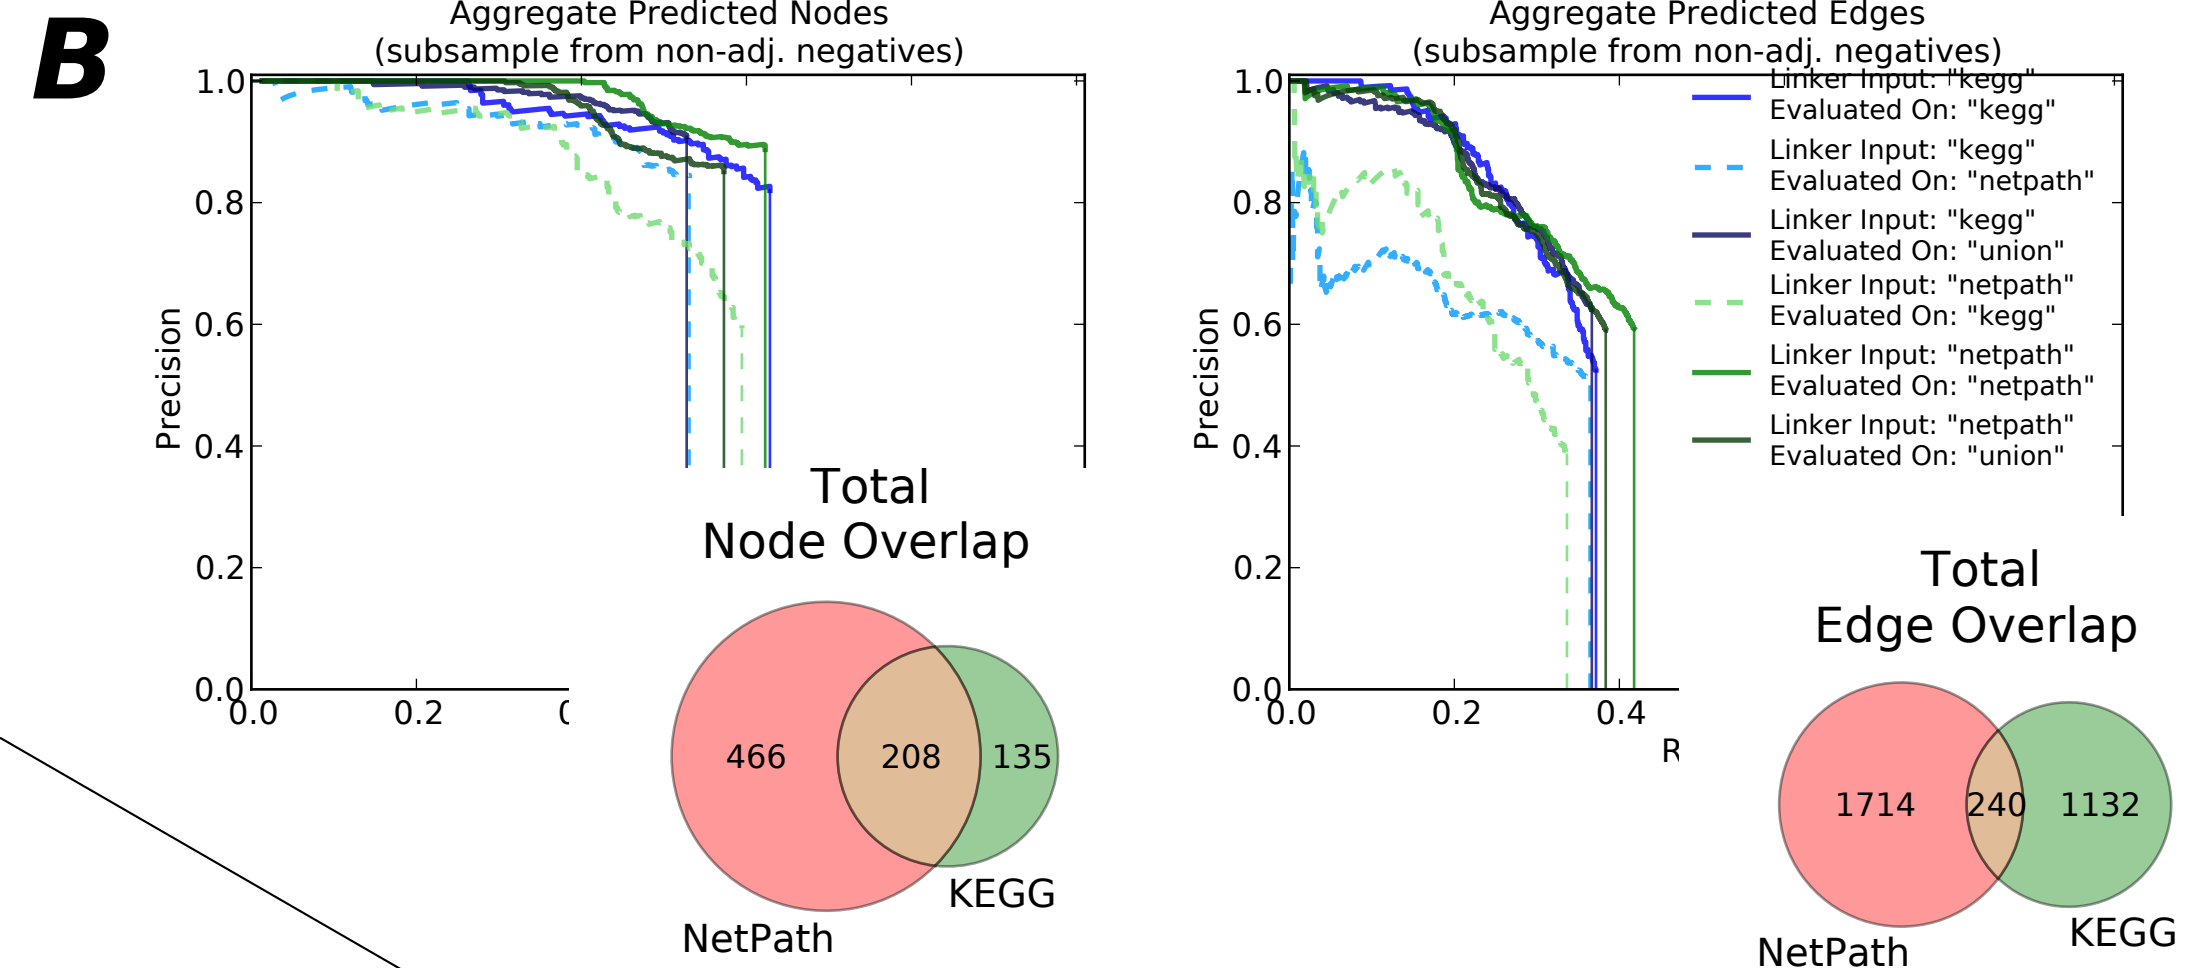 B
Aggregate Predicted Nodes
(subsample from non-adj. negatives)
1.0
0.8
0.6
0.4
0.2
0.0
Precision
0.0
0.2
Total
Node Overlap
466
208
135
KEGG
NetPath
Aggregate Predicted Edges
(subsample from non-adj. negatives)
1.0
0.8
0.6
0.4
0.2
0.0
Precision
0.0
0.2
0.4
R
Linker Input: "kegg"
Evaluated On: "kegg"
Linker Input: "kegg"
Evaluated On: "netpath"
Linker Input: "kegg"
Evaluated On: "union"
Linker Input: "netpath"
Evaluated On: "kegg"
Linker Input: "netpath"
Evaluated On: "netpath"
Linker Input: "netpath"
Evaluated On: "union"
Total
Edge Overlap
1714
240
1132
KEGG
NetPath